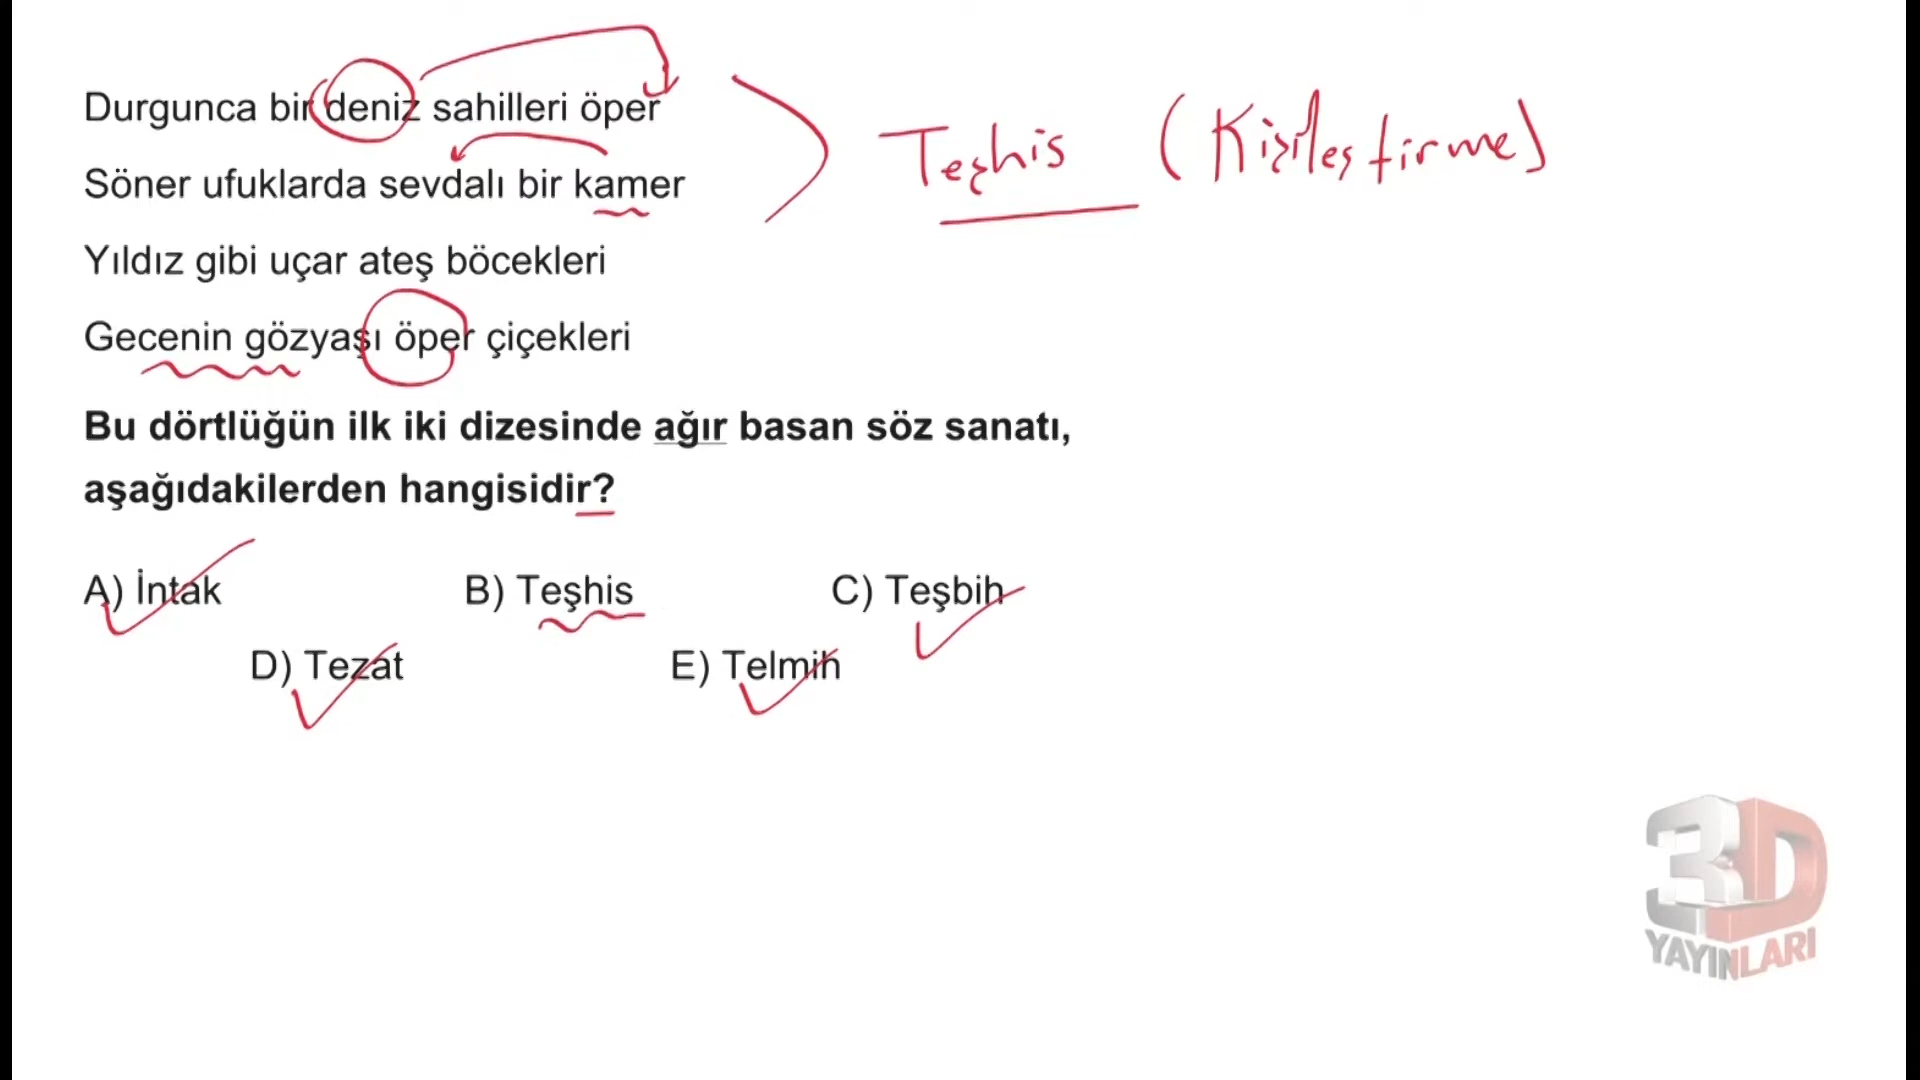 Durgunca bir deniz sahilleri öper
Söner ufuklarda sevdalı bir kamer
Yıldız gibi uçar ateş böcekleri
Gecenin gözyaşı öper çiçekleri
Teşhis (Kişileştirme)
Bu dörtlüğün ilk iki dizesinde ağır basan söz sanatı,
aşağıdakilerden hangisidir?
A) İntak B) Teşhis C) Teşbih
D) Tezat E) Telmih
3D
YAYINLARI